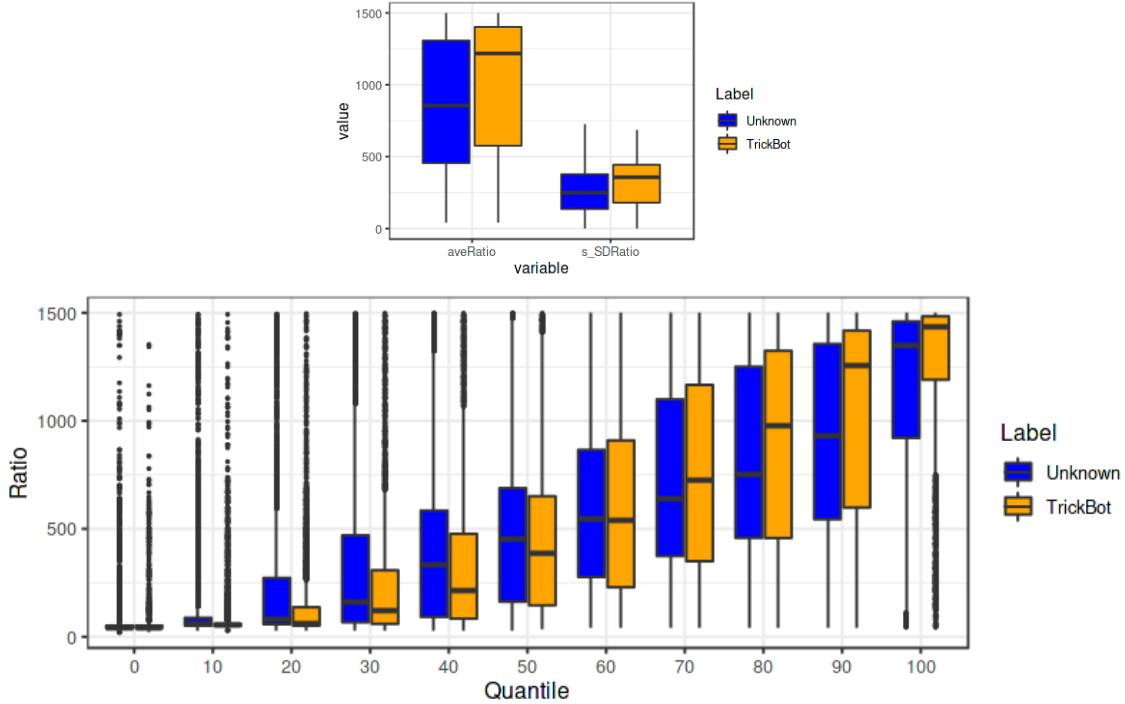 1500
1000
500
0
value
aveRatio
s_SDRatio
variable
Label
Unknown
TrickBot
1500
1000
500
0
Ratio
0 10 20 30 40 50 60 70 80 90 100
Quantile
Label
Unknown
TrickBot